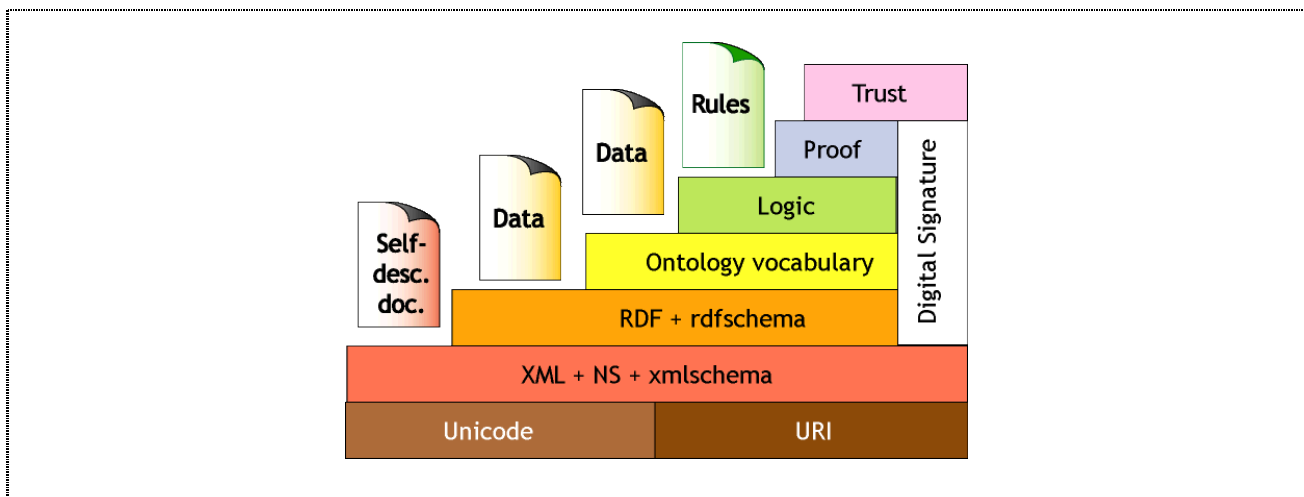 Rules
Trust
Data
Proof
Digital Signature
Data
Logic
Self-
desc.
doc.
Ontology vocabulary
RDF + rdfschema
XML + NS + xmlschema
Unicode
URI